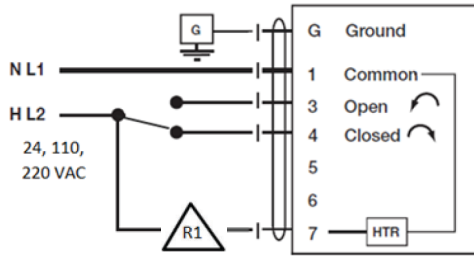 G
G Ground
N L1
1 Common
3 Open
H L2
4 Closed
24, 110,
220 VAC
5
6
R1
7 HTR